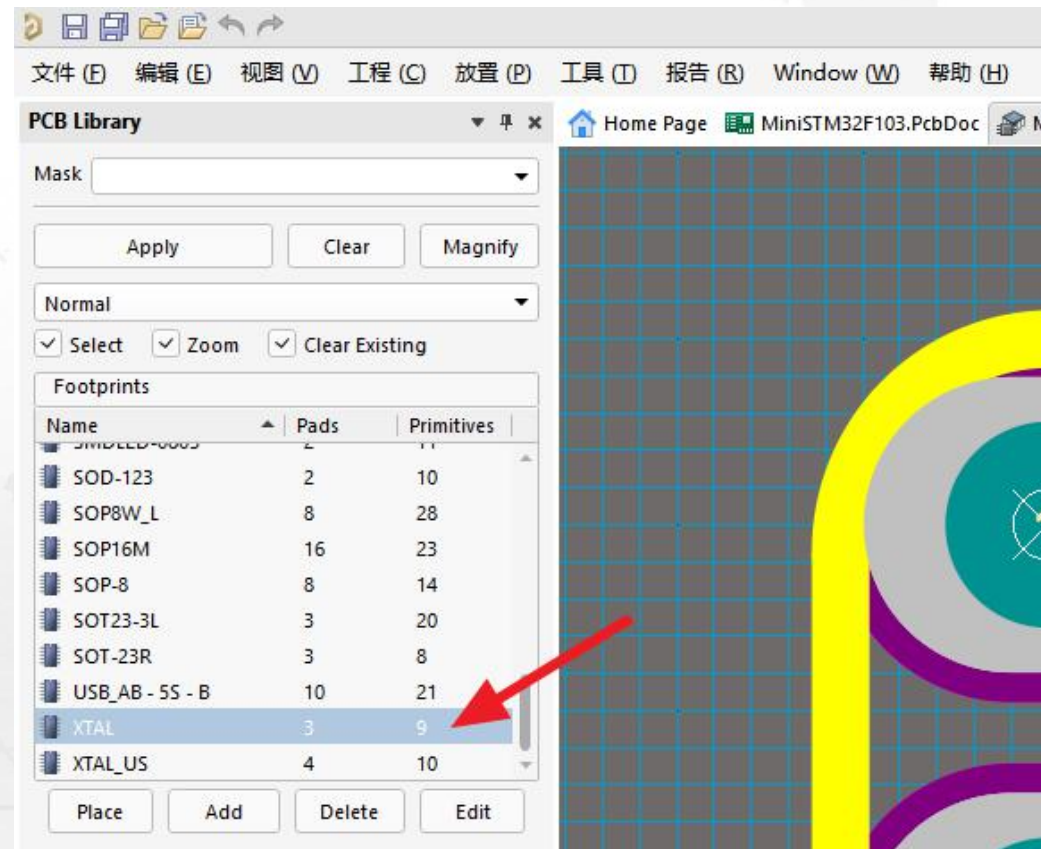 文件 (F) 编辑 (E) 视图 (V) 工程 (C) 放置 (P) 工具 (T) 报告 (R) Window (W) 帮助 (H)
PCB Library
Home Page MiniSTM32F103.PcbDoc
Mask
Apply Clear Magnify
Normal
Select Zoom Clear Existing
Footprints
Name Pads Primitives
SOD-123 2 10
SOP8W_L 8 28
SOP16M 16 23
SOP-8 8 14
SOT23-3L 3 20
SOT-23R 3 8
USB_AB - 5S - B 10 21
XTAL 3 9
XTAL_US 4 10
Place Add Delete Edit